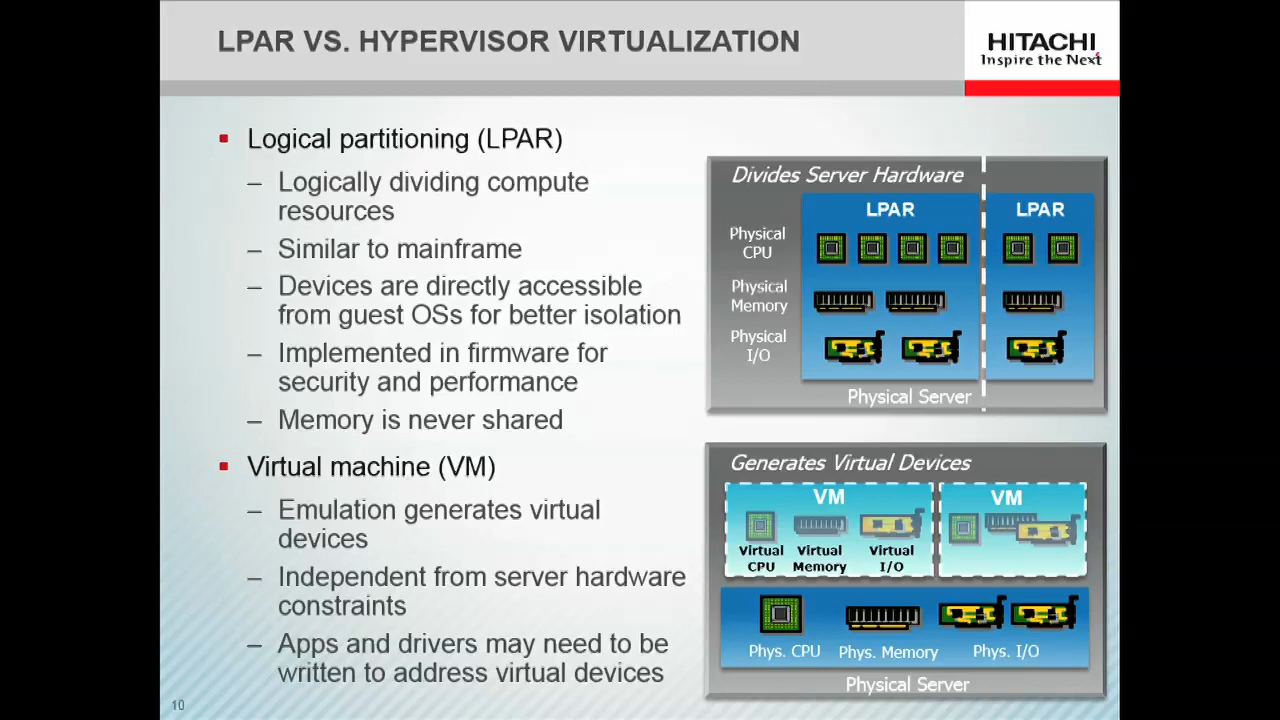 LPAR VS. HYPERVISOR VIRTUALIZATION
HITACHI
Inspire the Next
▪ Logical partitioning (LPAR)
– Logically dividing compute
resources
– Similar to mainframe
– Devices are directly accessible
from guest OSs for better isolation
– Implemented in firmware for
security and performance
– Memory is never shared
▪ Virtual machine (VM)
– Emulation generates virtual
devices
– Independent from server hardware
constraints
– Apps and drivers may need to be
written to address virtual devices
Divides Server Hardware
LPAR
LPAR
Physical
CPU
Physical
Memory
Physical
I/O
Physical Server
Generates Virtual Devices
VM
VM
Virtual
CPU
Virtual
Memory
Virtual
I/O
Phys. CPU
Phys. Memory
Phys. I/O
Physical Server
10